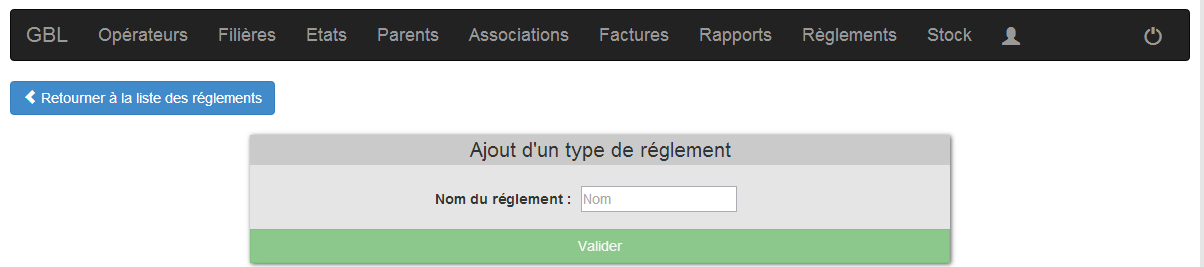 GBL Opérateurs Filières Etats Parents Associations Factures Rapports Règlements Stock
Retourner à la liste des réglements
Ajout d'un type de réglement
Nom du réglement : Nom
Valider